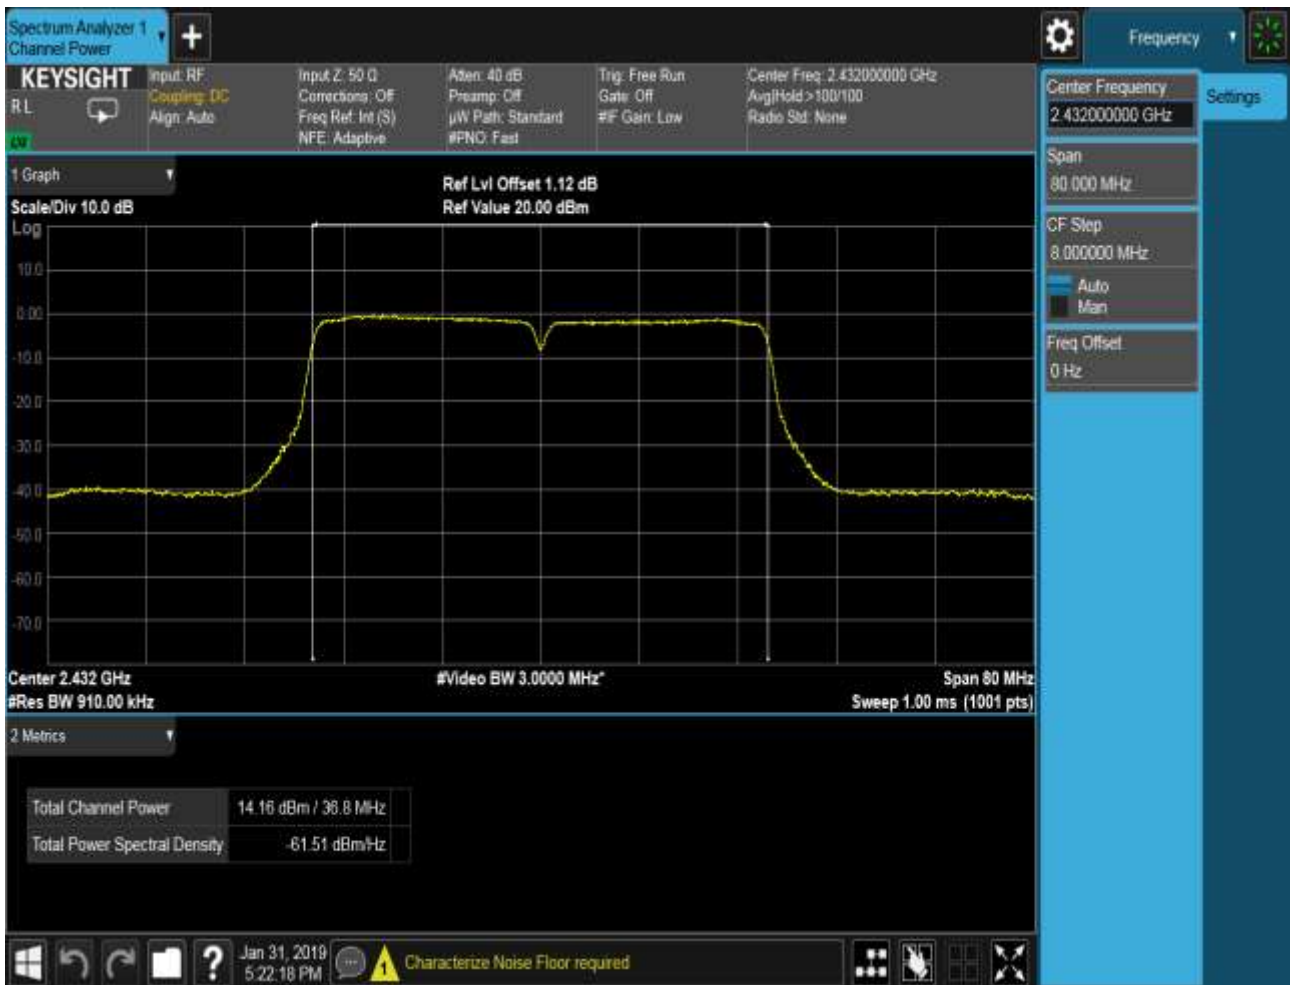 Spectrum Analyzer 1
Channel Power
Frequency
KEYSIGHT
R L
Input: RF
Coupling: DC
Align: Auto
Input Z: 50 Ω
Corrections: Off
Freq Ref: Int (S)
NFE: Adaptive
Atten: 40 dB
Preamp: Off
µW Path: Standard
#PNO: Fast
Trig: Free Run
Gate: Off
#IF Gain: Low
Center Freq: 2.432000000 GHz
Avg|Hold >100/100
Radio Std: None
Center Frequency
2.432000000 GHz
Settings
Span
80.000 MHz
CF Step
8.000000 MHz
Auto
Man
Freq Offset
0 Hz
1 Graph
Scale/Div 10.0 dB
Ref Lvl Offset 1.12 dB
Ref Value 20.00 dBm
Log
10.0
0.00
-10.0
-20.0
-30.0
-40.0
-50.0
-60.0
-70.0
Center 2.432 GHz
#Video BW 3.0000 MHz*
Span 80 MHz
#Res BW 910.00 kHz
Sweep 1.00 ms (1001 pts)
2 Metrics
Total Channel Power
14.16 dBm / 36.8 MHz
Total Power Spectral Density
-61.51 dBm/Hz
?
Jan 31, 2019
5:22:18 PM
1
Characterize Noise Floor required